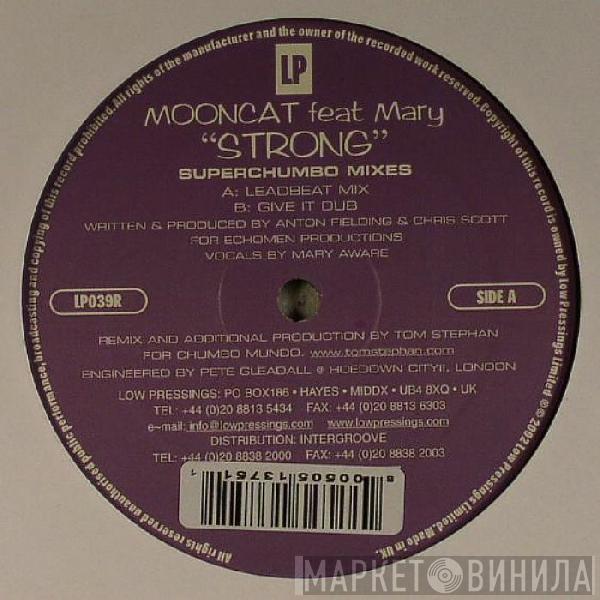 All rights of the manufacturer and the owner of the recorded work reserved. Copyright of this record is owned by Low Pressings Limited ℗ © 2002 Low Pressings Limited. Made in UK.
All rights reserved unauthorised public performance, broadcasting and copying of this record prohibited.
LP
MOONCAT feat Mary
“STRONG”
SUPERCHUMBO MIXES
A: LEADBEAT MIX
B: GIVE IT DUB
WRITTEN & PRODUCED BY ANTON FIELDING & CHRIS SCOTT
FOR ECHOMEN PRODUCTIONS
VOCALS BY MARY AWARE
LP039R
SIDE A
REMIX AND ADDITIONAL PRODUCTION BY TOM STEPHAN
FOR CHUMBO MUNDO. www.tomstephan.com
ENGINEERED BY PETE GLEADALL @ HOEDOWN CITY!!, LONDON
LOW PRESSINGS: PO BOX186 • HAYES • MIDDX • UB4 8XQ • UK
TEL: +44 (0)20 8813 5434 FAX: +44 (0)20 8813 6303
e-mail: info@lowpressings.com www.lowpressings.com
DISTRIBUTION: INTERGROOVE
TEL: +44 (0)20 8838 2000 FAX: +44 (0)20 8838 2003
МАРКЕТ ВИНИЛА